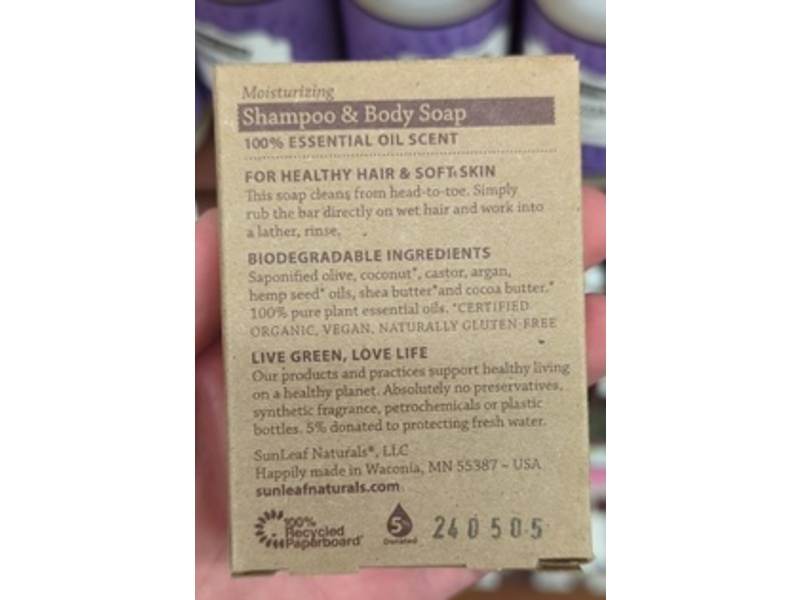 Moisturizing
Shampoo & Body Soap
100% ESSENTIAL OIL SCENT
FOR HEALTHY HAIR & SOFT SKIN
This soap cleans from head-to-toe. Simply
rub the bar directly on wet hair and work into
a lather, rinse.
BIODEGRADABLE INGREDIENTS
Saponified olive, coconut*, castor, argan,
hemp seed* oils, shea butter*and cocoa butter.*
100% pure plant essential oils. *CERTIFIED
ORGANIC, VEGAN, NATURALLY GLUTEN-FREE
LIVE GREEN, LOVE LIFE
Our products and practices support healthy living
on a healthy planet. Absolutely no preservatives,
synthetic fragrance, petrochemicals or plastic
bottles. 5% donated to protecting fresh water.
SunLeaf Naturals®, LLC
Happily made in Waconia, MN 55387 ~ USA
sunleafnaturals.com
100%
Recycled
Paperboard
5%
Donated
240505